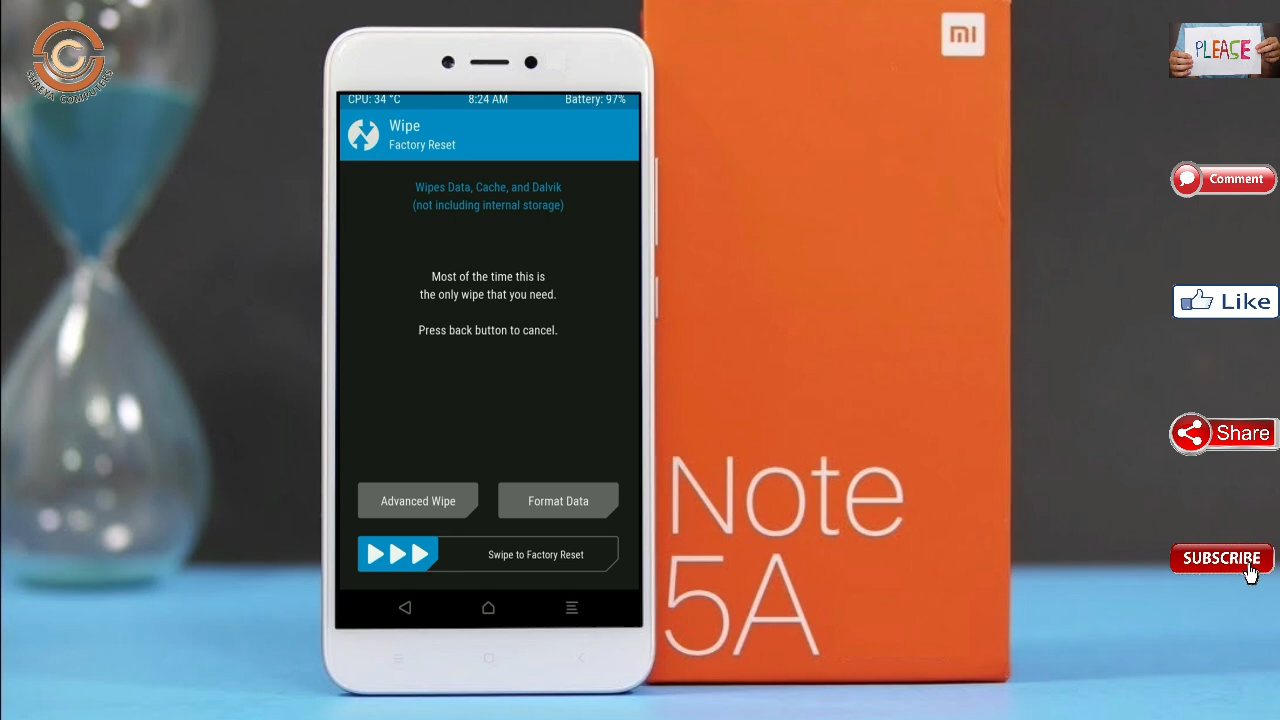 SEREYA COMPUTERS
CPU: 34 °C 8:24 AM Battery: 97%
Wipe
Factory Reset
Wipes Data, Cache, and Dalvik
(not including internal storage)
Most of the time this is
the only wipe that you need.
Press back button to cancel.
Advanced Wipe Format Data
Swipe to Factory Reset
mi
Note
5A
PLEASE
Comment
Like
Share
SUBSCRIBE